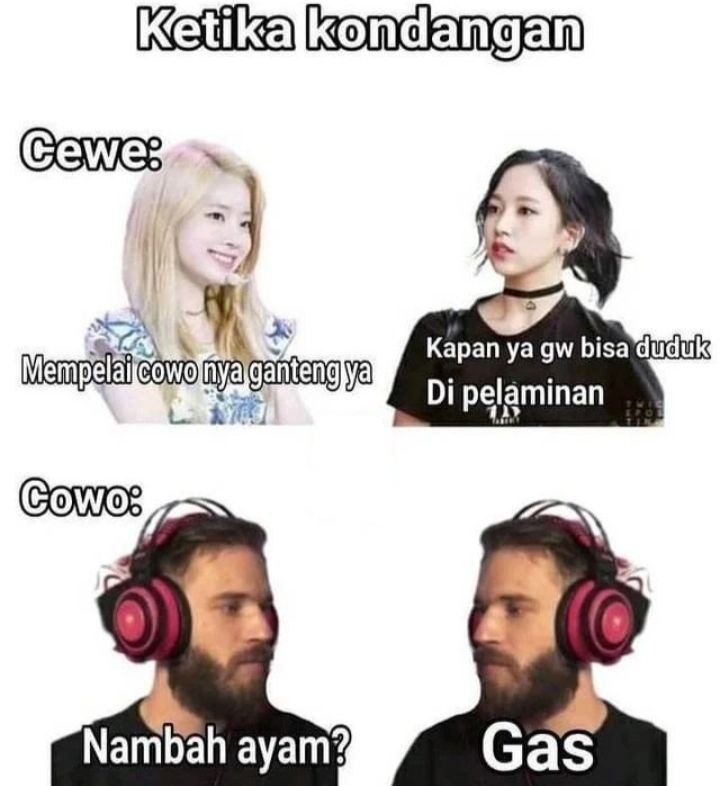 Ketika kondangan
Cewe:
Mempelai cowo nya ganteng ya
Kapan ya gw bisa duduk
Di pelaminan
Cowo:
Nambah ayam?
Gas